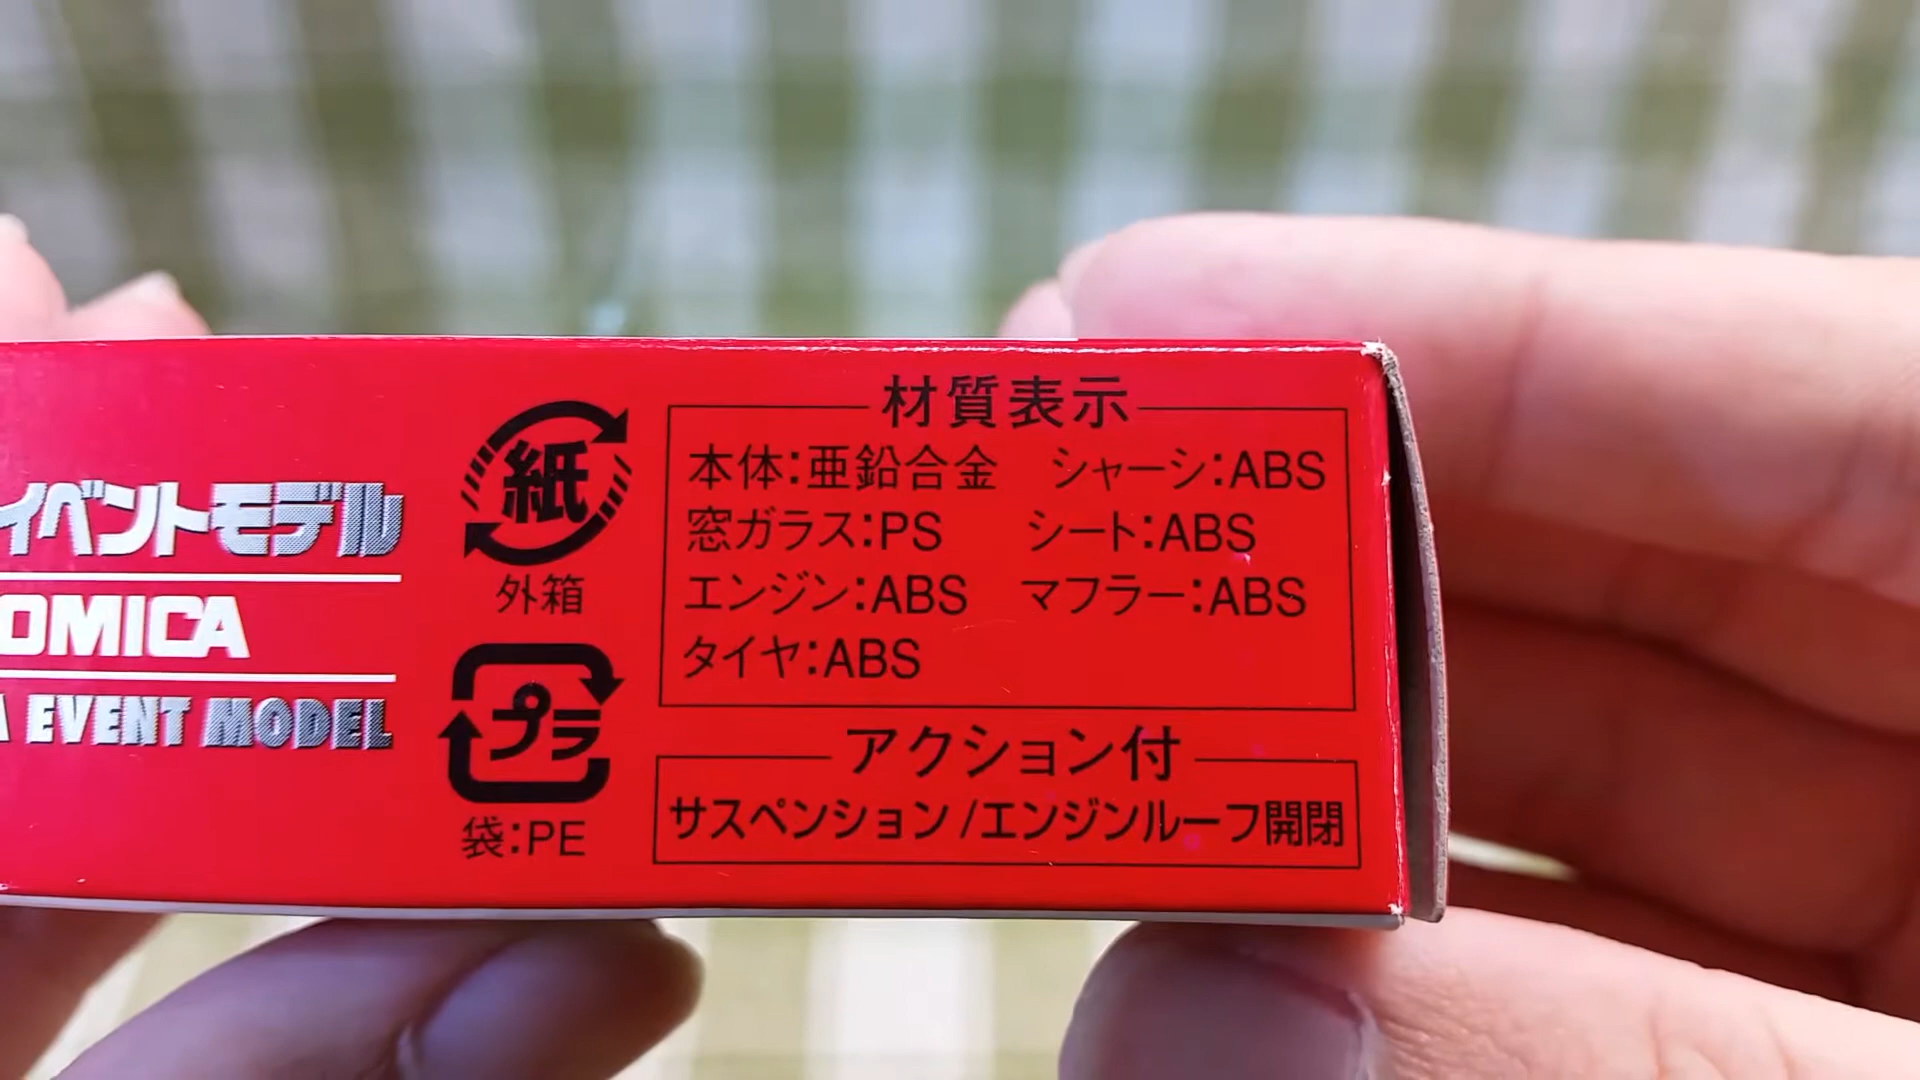 イベントモデル
OMICA
A EVENT MODEL
紙
外箱
プラ
袋:PE
材質表示
本体:亜鉛合金 シャーシ:ABS
窓ガラス:PS シート:ABS
エンジン:ABS マフラー:ABS
タイヤ:ABS
アクション付
サスペンション/エンジンルーフ開閉